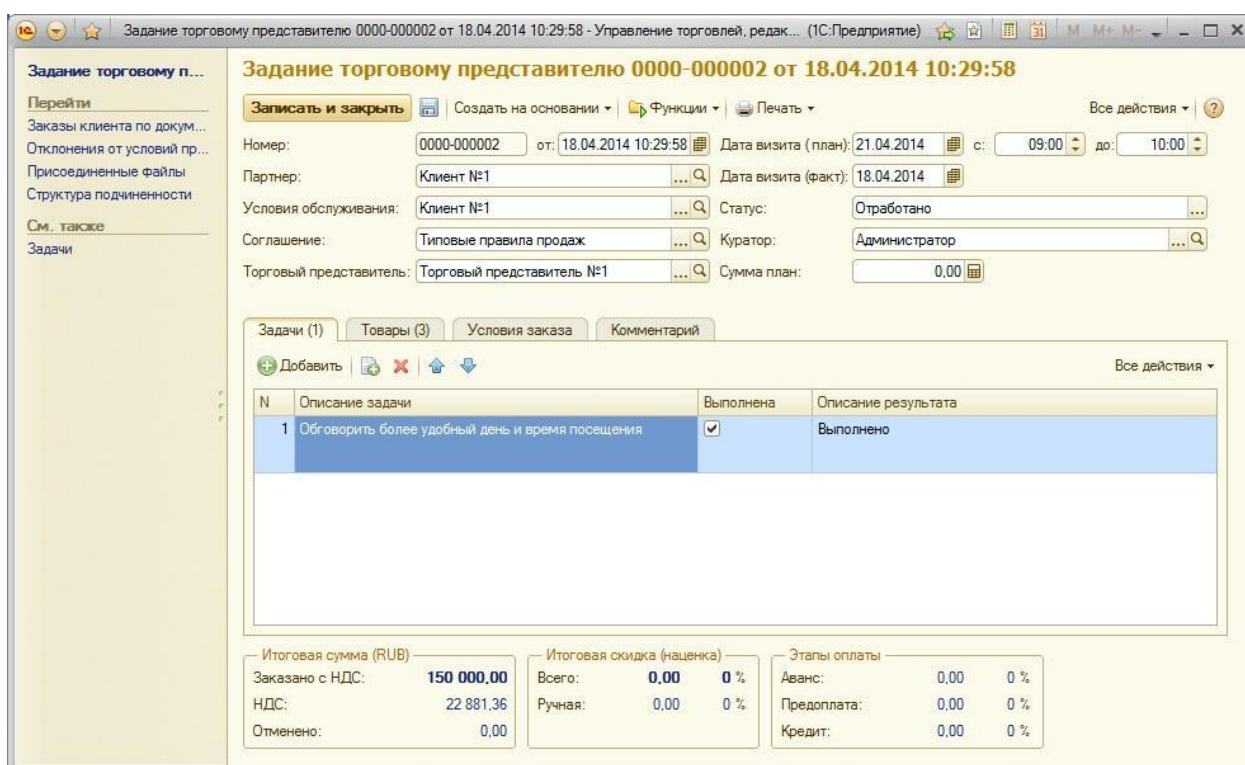 Задание торговому представителю 0000-000002 от 18.04.2014 10:29:58 - Управление торговлей, редак... (1С:Предприятие) 31 M M+ M-
Задание торговому п...
Перейти
Заказы клиента по докум...
Отклонения от условий пр...
Присоединенные файлы
Структура подчиненности
См. также
Задачи
Задание торговому представителю 0000-000002 от 18.04.2014 10:29:58
Записать и закрыть Создать на основании Функции Печать Все действия ?
Номер: 0000-000002 от: 18.04.2014 10:29:58 Дата визита (план): 21.04.2014 с: 09:00 до: 10:00
Партнер: Клиент №1 ... Дата визита (факт): 18.04.2014
Условия обслуживания: Клиент №1 ... Статус: Отработано ...
Соглашение: Типовые правила продаж ... Куратор: Администратор ...
Торговый представитель: Торговый представитель №1 ... Сумма план: 0,00
Задачи (1) Товары (3) Условия заказа Комментарий
Добавить Все действия
N Описание задачи Выполнена Описание результата
1 Обговорить более удобный день и время посещения Выполнено
Итоговая сумма (RUB) Итоговая скидка (наценка) Этапы оплаты
Заказано с НДС: 150 000,00 Всего: 0,00 0 % Аванс: 0,00 0 %
НДС: 22 881,36 Ручная: 0,00 0 % Предоплата: 0,00 0 %
Отменено: 0,00 Кредит: 0,00 0 %